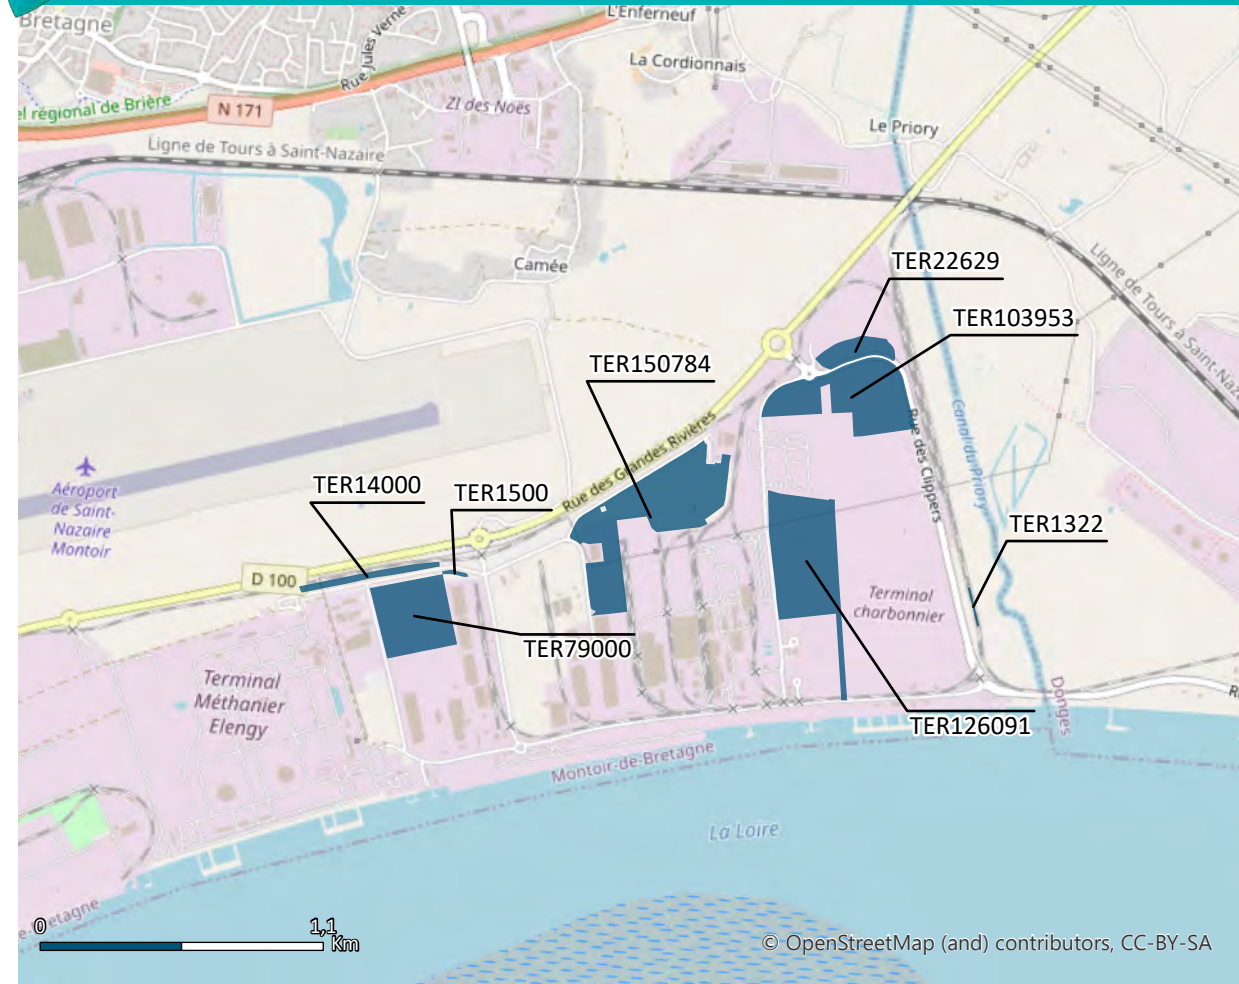 Bretagne
L'Enferneuf
Rue Jules Verne
La Cordionnais
el régional de Brière
N 171
ZI des Noës
Le Priory
Ligne de Tours à Saint-Nazaire
Camée
TER22629
Ligne de Tours à Saint-Naz
TER103953
TER150784
Rue des Grandes Rivières
Rue des Clippers
Canal du Priory
Aéroport
de Saint-
Nazaire
Montoir
TER14000
TER1500
TER1322
D 100
Terminal
charbonnier
TER79000
Terminal
Méthanier
Elengy
Donges
R
TER126091
Montoir-de-Bretagne
La Loire
e-Bretagne
0
1,1
Km
© OpenStreetMap (and) contributors, CC-BY-SA